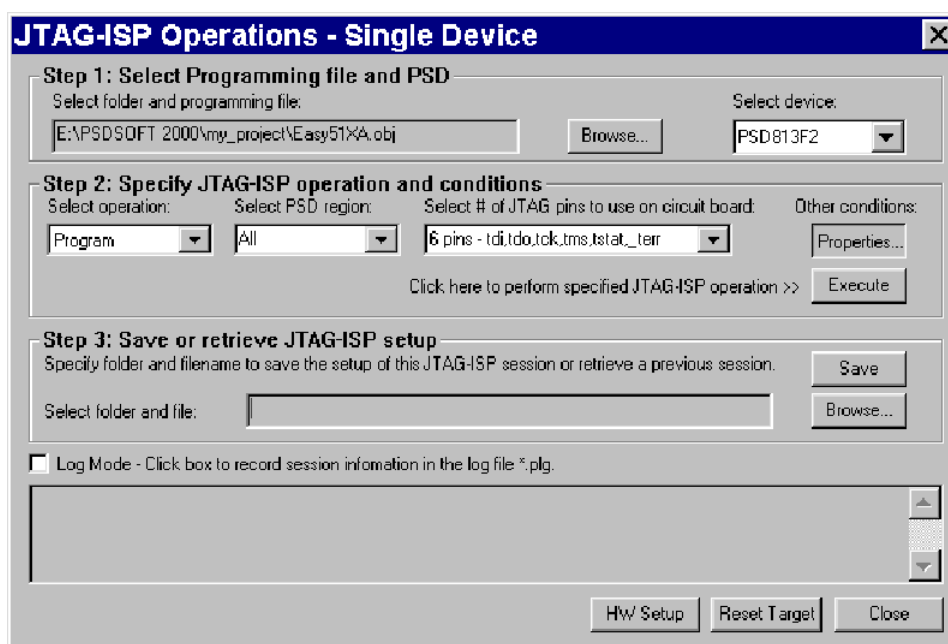 JTAG-ISP Operations - Single Device
Step 1: Select Programming file and PSD
Select folder and programming file:
Select device:
E:\PSDSOFT 2000\my_project\Easy51XA.obj
Browse...
PSD813F2
Step 2: Specify JTAG-ISP operation and conditions
Select operation:
Select PSD region:
Select # of JTAG pins to use on circuit board:
Other conditions:
Program
All
6 pins - tdi,tdo,tck,tms,tstat,_terr
Properties...
Click here to perform specified JTAG-ISP operation >>
Execute
Step 3: Save or retrieve JTAG-ISP setup
Specify folder and filename to save the setup of this JTAG-ISP session or retrieve a previous session.
Save
Select folder and file:
Browse...
Log Mode - Click box to record session infomation in the log file *.plg.
HW Setup
Reset Target
Close